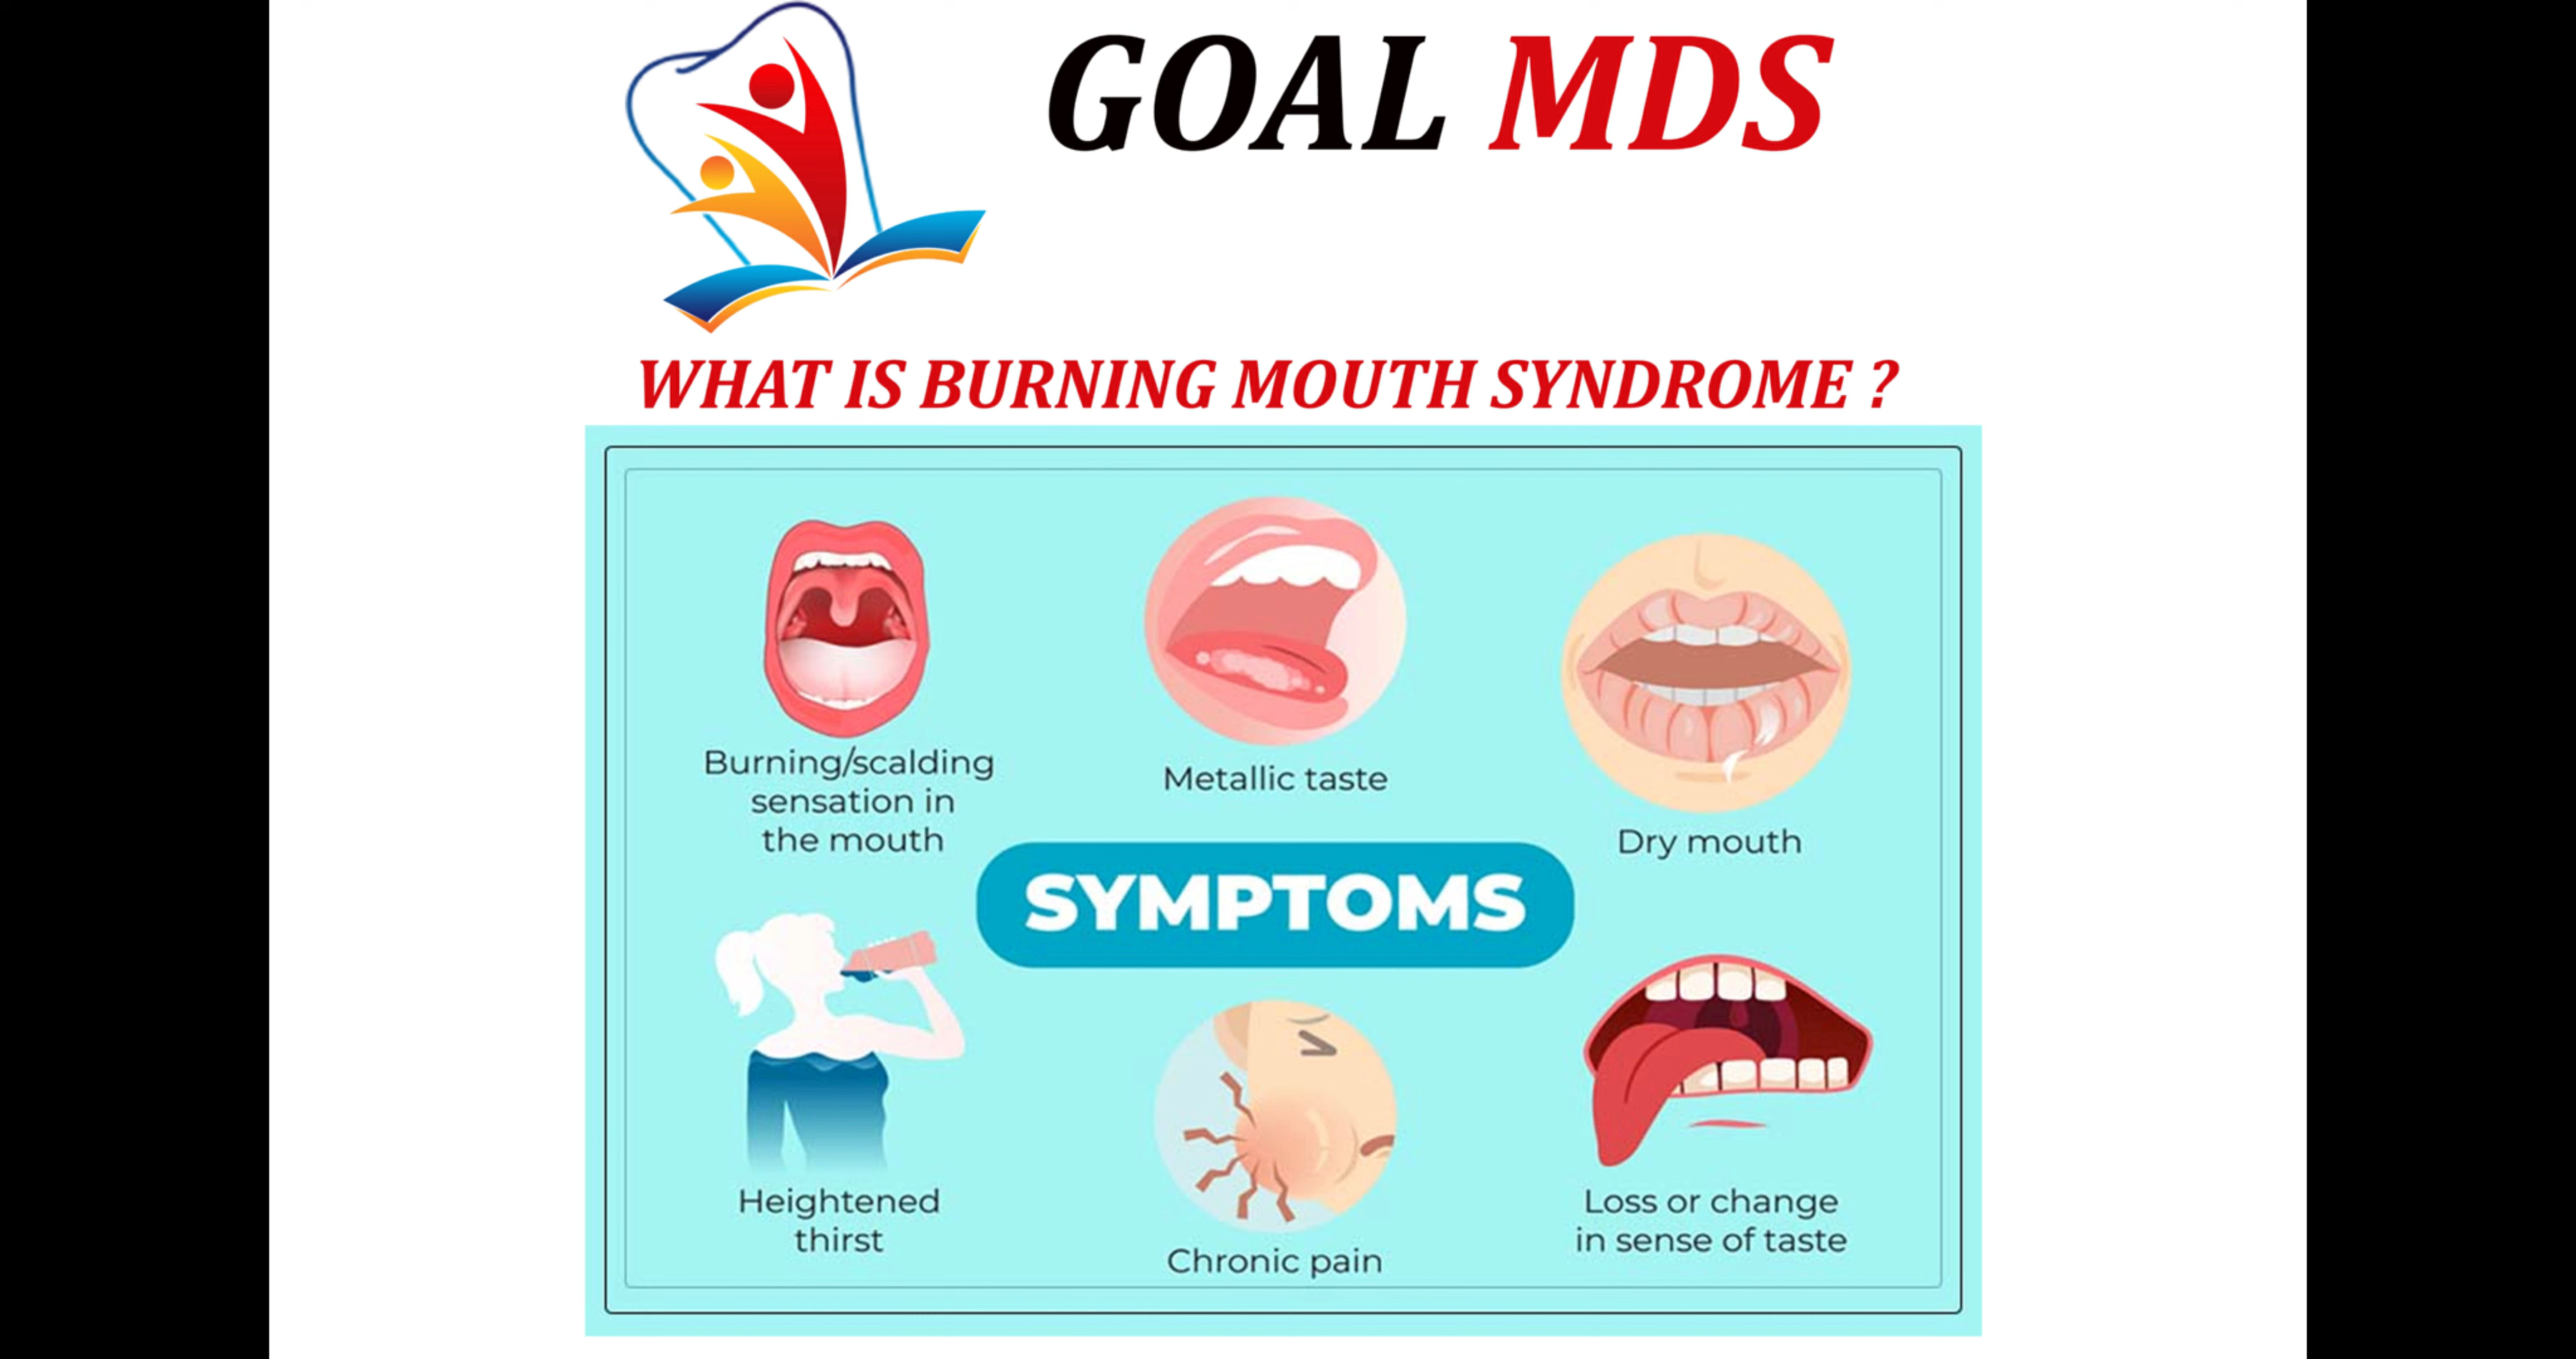 GOAL MDS
WHAT IS BURNING MOUTH SYNDROME ?
Burning/scalding
sensation in
the mouth
Metallic taste
Dry mouth
SYMPTOMS
Heightened
thirst
Chronic pain
Loss or change
in sense of taste